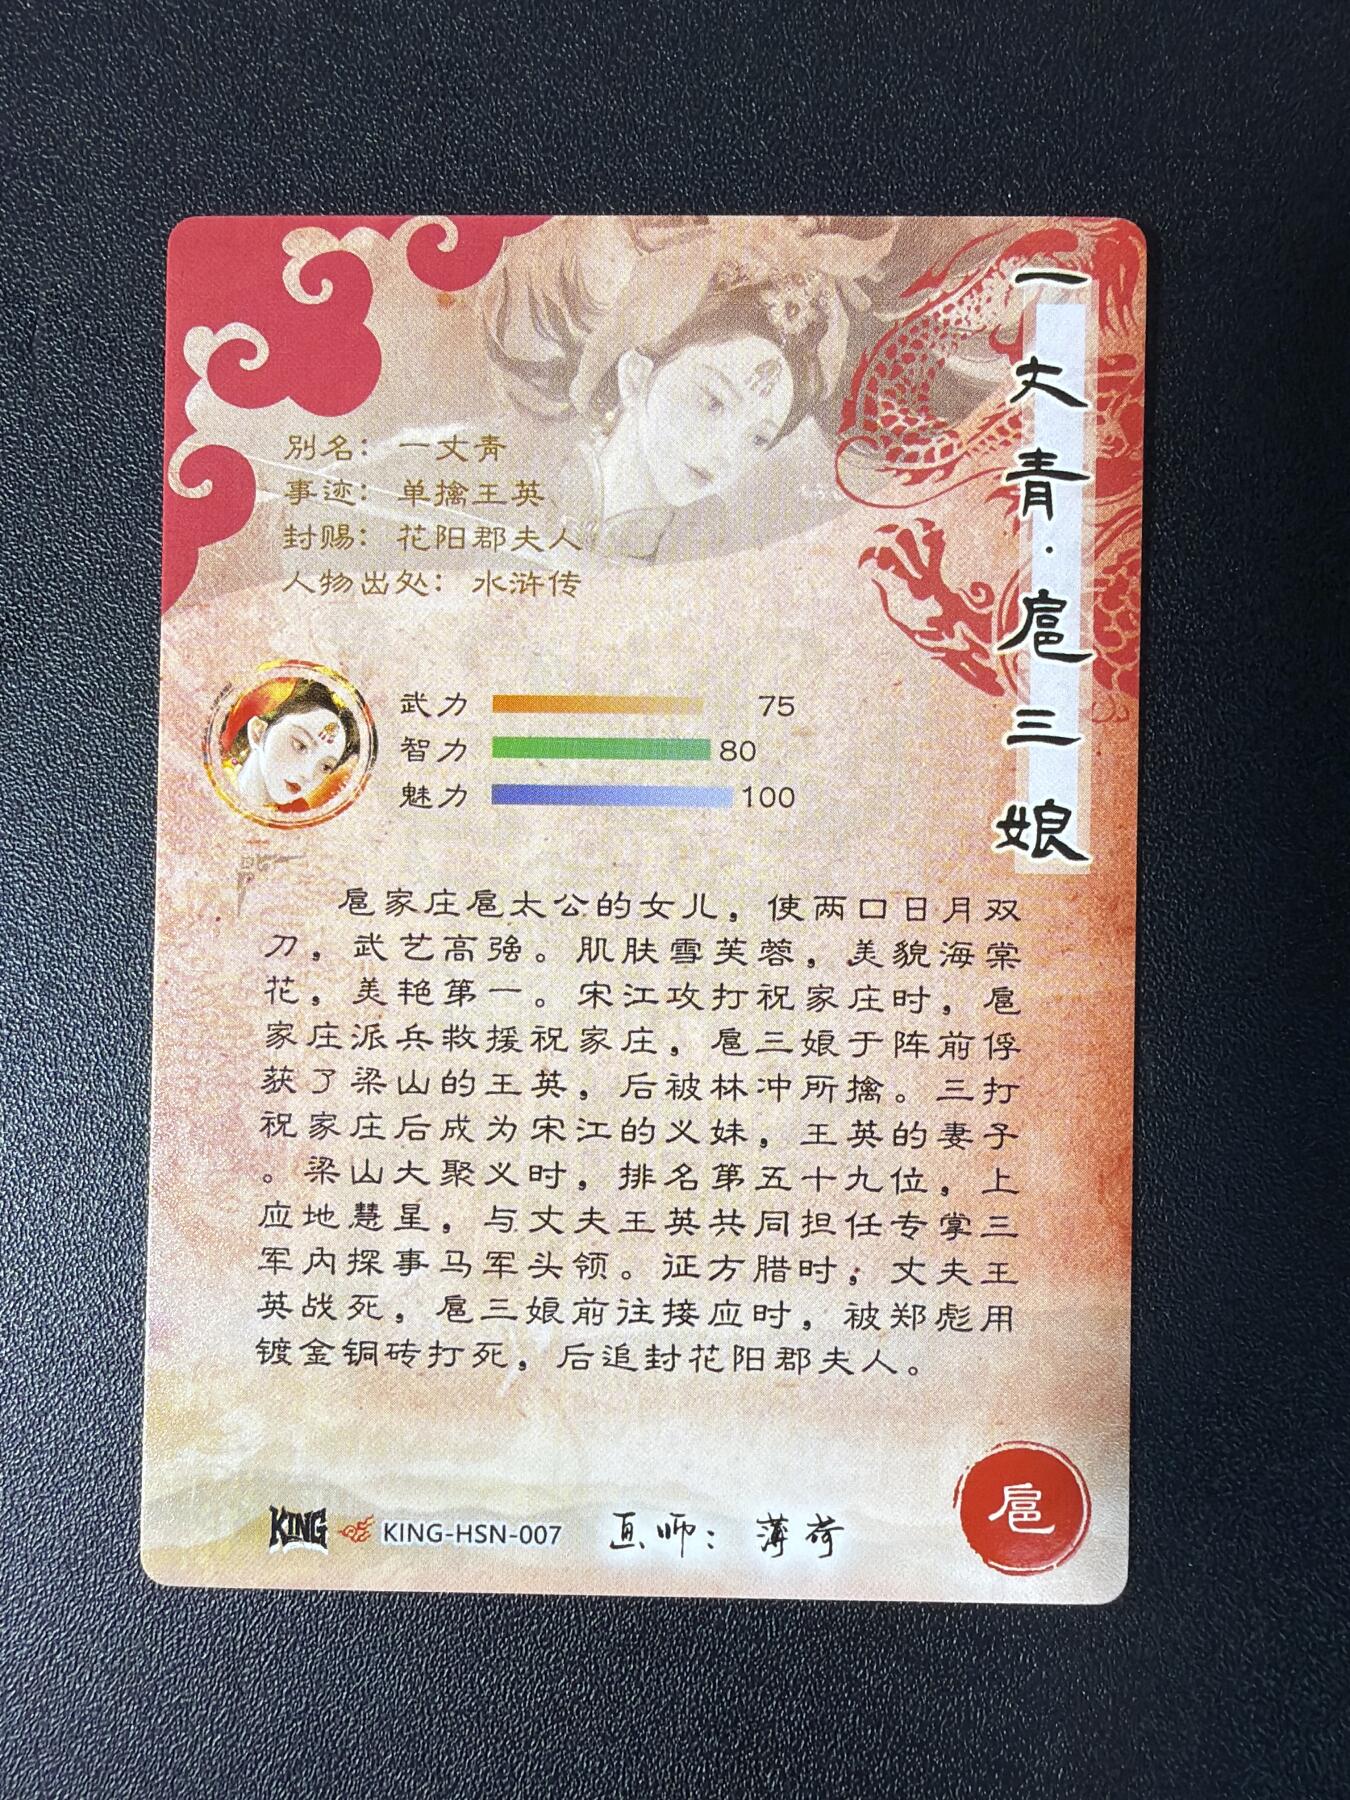 一丈青·扈三娘
别名：一丈青
事迹：单擒王英
封赐：花阳郡夫人
人物出处：水浒传
武力 75
智力 80
魅力 100
扈家庄扈太公的女儿，使两口日月双
刀，武艺高强。肌肤雪芙蓉，美貌海棠
花，美艳第一。宋江攻打祝家庄时，扈
家庄派兵救援祝家庄，扈三娘于阵前俘
获了梁山的王英，后被林冲所擒。三打
祝家庄后成为宋江的义妹，王英的妻子
。梁山大聚义时，排名第五十九位，上
应地慧星，与丈夫王英共同担任专掌三
军内探事马军头领。证方腊时，丈夫王
英战死，扈三娘前往接应时，被郑彪用
镀金铜砖打死，后追封花阳郡夫人。
KING KING-HSN-007 画师：薄荷
扈